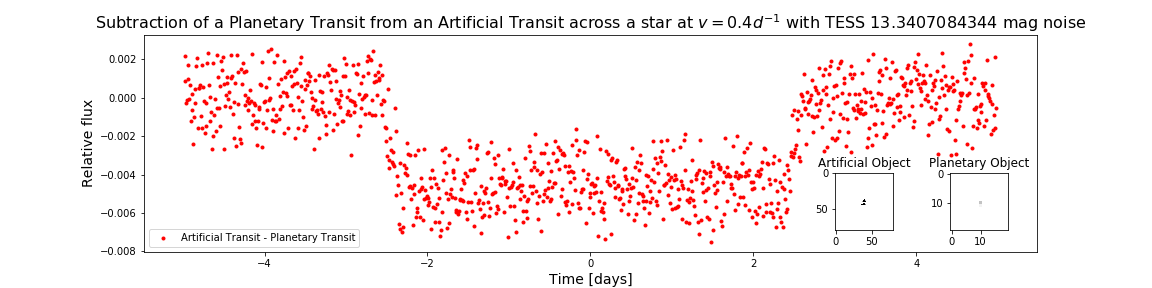 Subtraction of a Planetary Transit from an Artificial Transit across a star at v = 0.4d⁻¹ with TESS 13.3407084344 mag noise
Relative flux
0.002
0.000
−0.002
−0.004
−0.006
−0.008
Artificial Transit - Planetary Transit
Artificial Object
0
50
0 50
Planetary Object
0
10
0 10
−4 −2 0 2 4
Time [days]